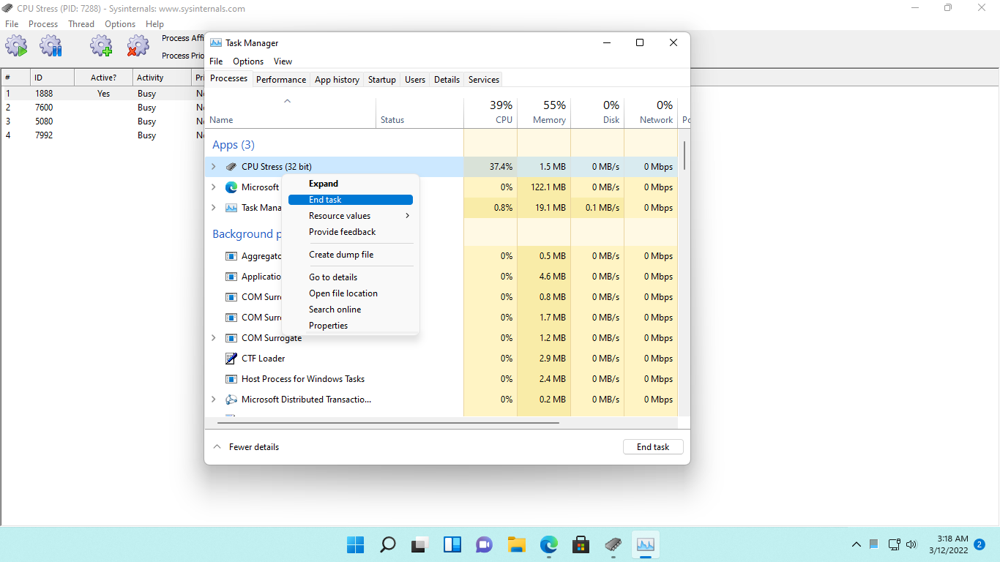 CPU Stress (PID: 7288) - Sysinternals: www.sysinternals.com
File Process Thread Options Help
Process Affi
Process Prio
# ID Active? Activity Pri
1 1888 Yes Busy No
2 7600 Busy No
3 5080 Busy No
4 7992 Busy No
Task Manager
File Options View
Processes Performance App history Startup Users Details Services
39% 55% 0% 0%
Name Status CPU Memory Disk Network Po
Apps (3)
CPU Stress (32 bit) 37.4% 1.5 MB 0 MB/s 0 Mbps
Microsoft 0% 122.1 MB 0 MB/s 0 Mbps
Task Mana 0.8% 19.1 MB 0.1 MB/s 0 Mbps
Background p
Aggregato 0% 0.5 MB 0 MB/s 0 Mbps
Applicatio 0% 4.6 MB 0 MB/s 0 Mbps
COM Surr 0% 0.8 MB 0 MB/s 0 Mbps
COM Surr 0% 1.7 MB 0 MB/s 0 Mbps
COM Surrogate 0% 1.2 MB 0 MB/s 0 Mbps
CTF Loader 0% 2.9 MB 0 MB/s 0 Mbps
Host Process for Windows Tasks 0% 2.4 MB 0 MB/s 0 Mbps
Microsoft Distributed Transactio... 0% 0.2 MB 0 MB/s 0 Mbps
Expand
End task
Resource values
Provide feedback
Create dump file
Go to details
Open file location
Search online
Properties
Fewer details
End task
3:18 AM
3/12/2022
2